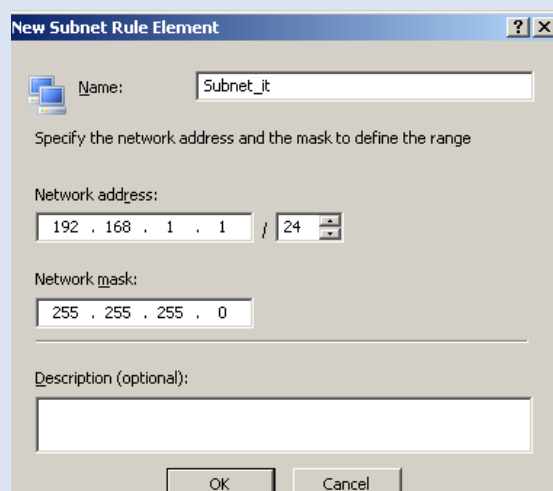 New Subnet Rule Element
Name: Subnet_it
Specify the network address and the mask to define the range
Network address:
192 . 168 . 1 . 1 / 24
Network mask:
255 . 255 . 255 . 0
Description (optional):
OK Cancel